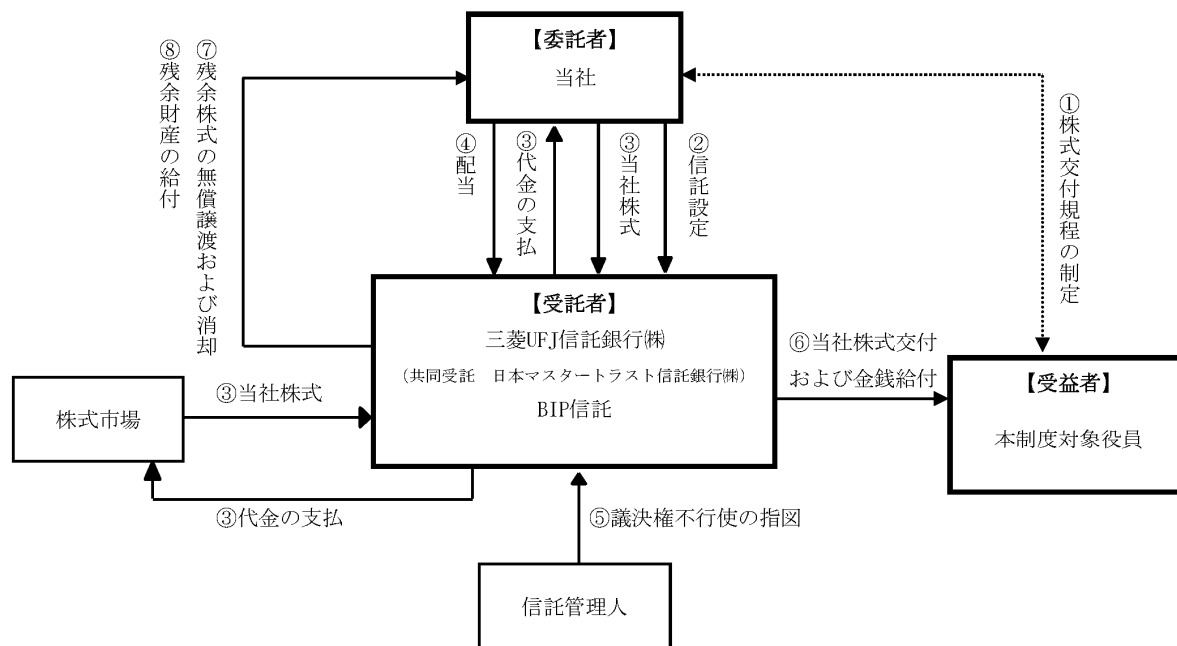 【委託者】
当社
⑧残余財産の給付
⑦残余株式の無償譲渡および消却
④配当
③代金の支払
③当社株式
②信託設定
①株式交付規程の制定
【受託者】
三菱UFJ信託銀行㈱
（共同受託　日本マスタートラスト信託銀行㈱）
BIP信託
⑥当社株式交付
および金銭給付
【受益者】
本制度対象役員
株式市場
③当社株式
③代金の支払
⑤議決権不行使の指図
信託管理人